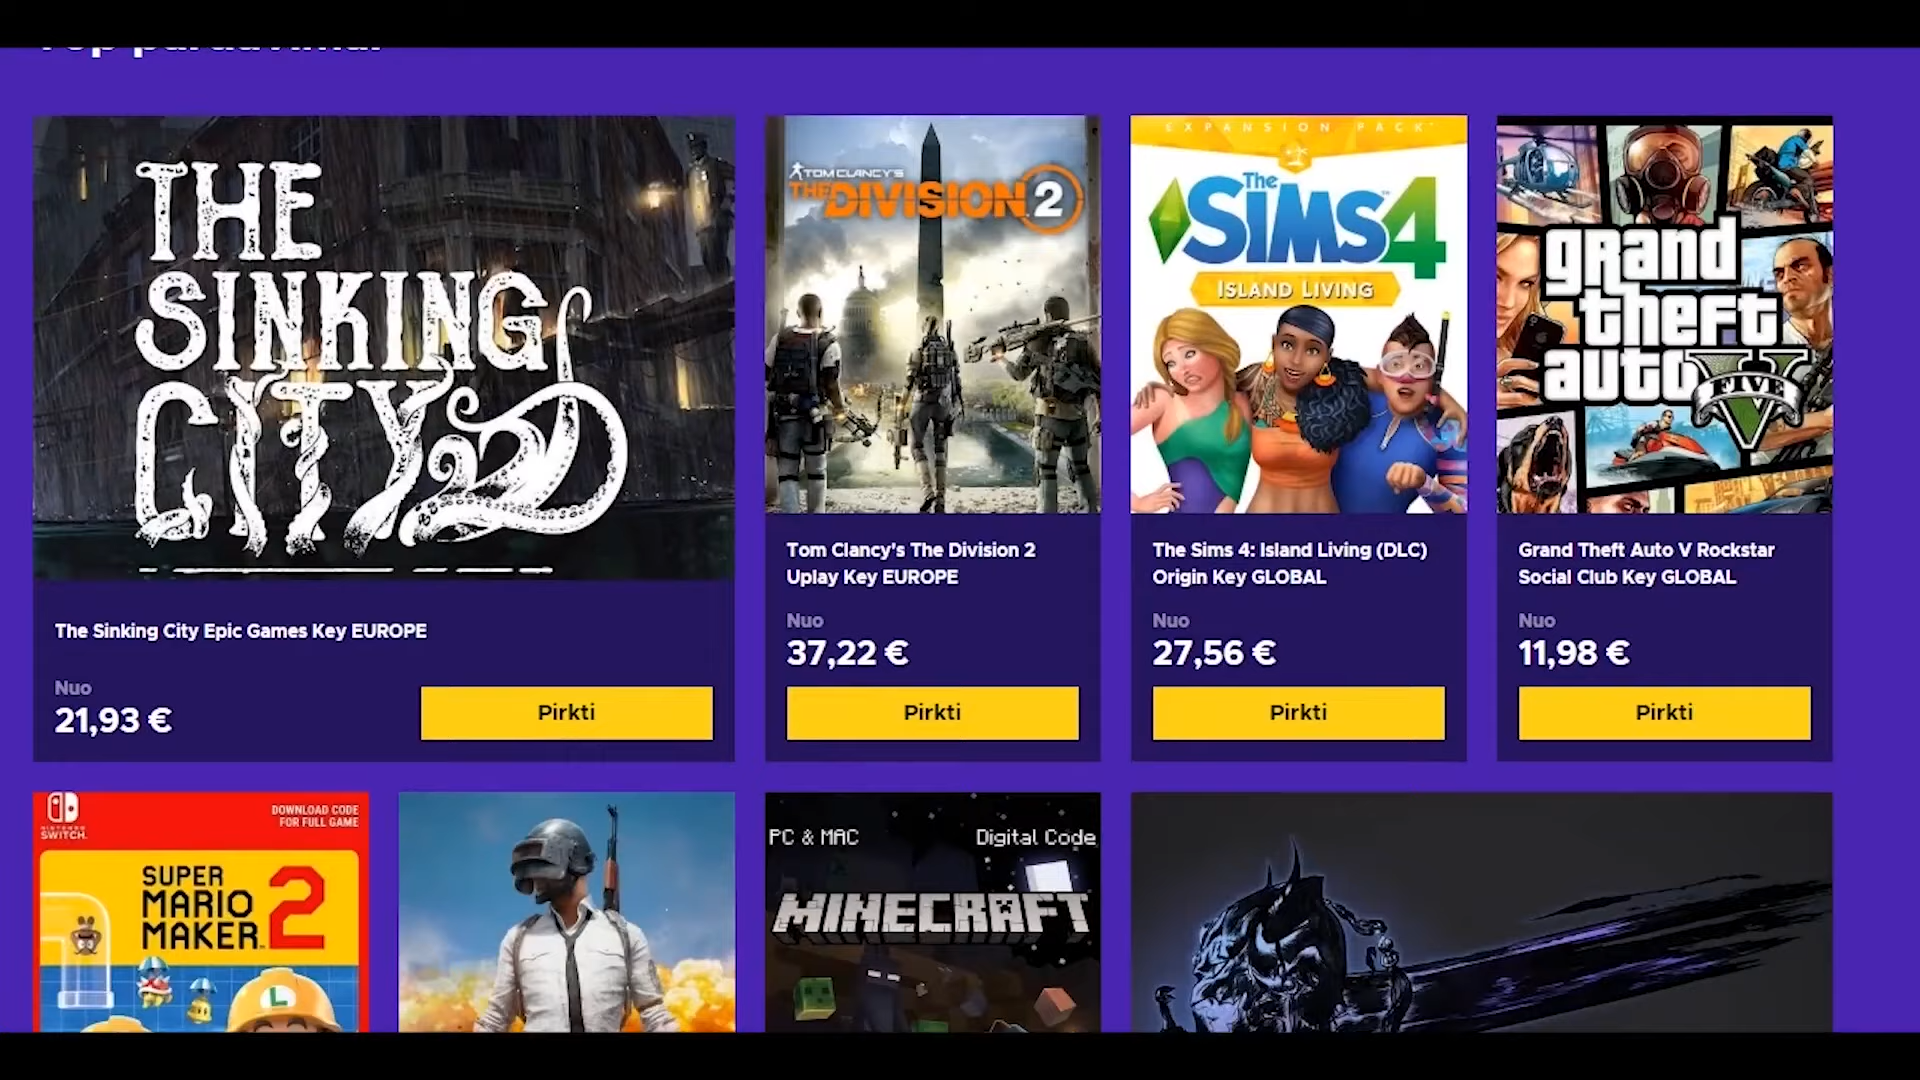 THE
SINKING
CITY
The Sinking City Epic Games Key EUROPE
Nuo
21,93 €
Pirkti
TOM CLANCY'S
THE DIVISION 2
Tom Clancy's The Division 2
Uplay Key EUROPE
Nuo
37,22 €
Pirkti
EXPANSION PACK
The
SIMS 4
ISLAND LIVING
The Sims 4: Island Living (DLC)
Origin Key GLOBAL
Nuo
27,56 €
Pirkti
grand
theft
auto
FIVE
Grand Theft Auto V Rockstar
Social Club Key GLOBAL
Nuo
11,98 €
Pirkti
NINTENDO
SWITCH
DOWNLOAD CODE
FOR FULL GAME
SUPER
MARIO
MAKER 2
L
PC & MAC Digital Code
MINECRAFT